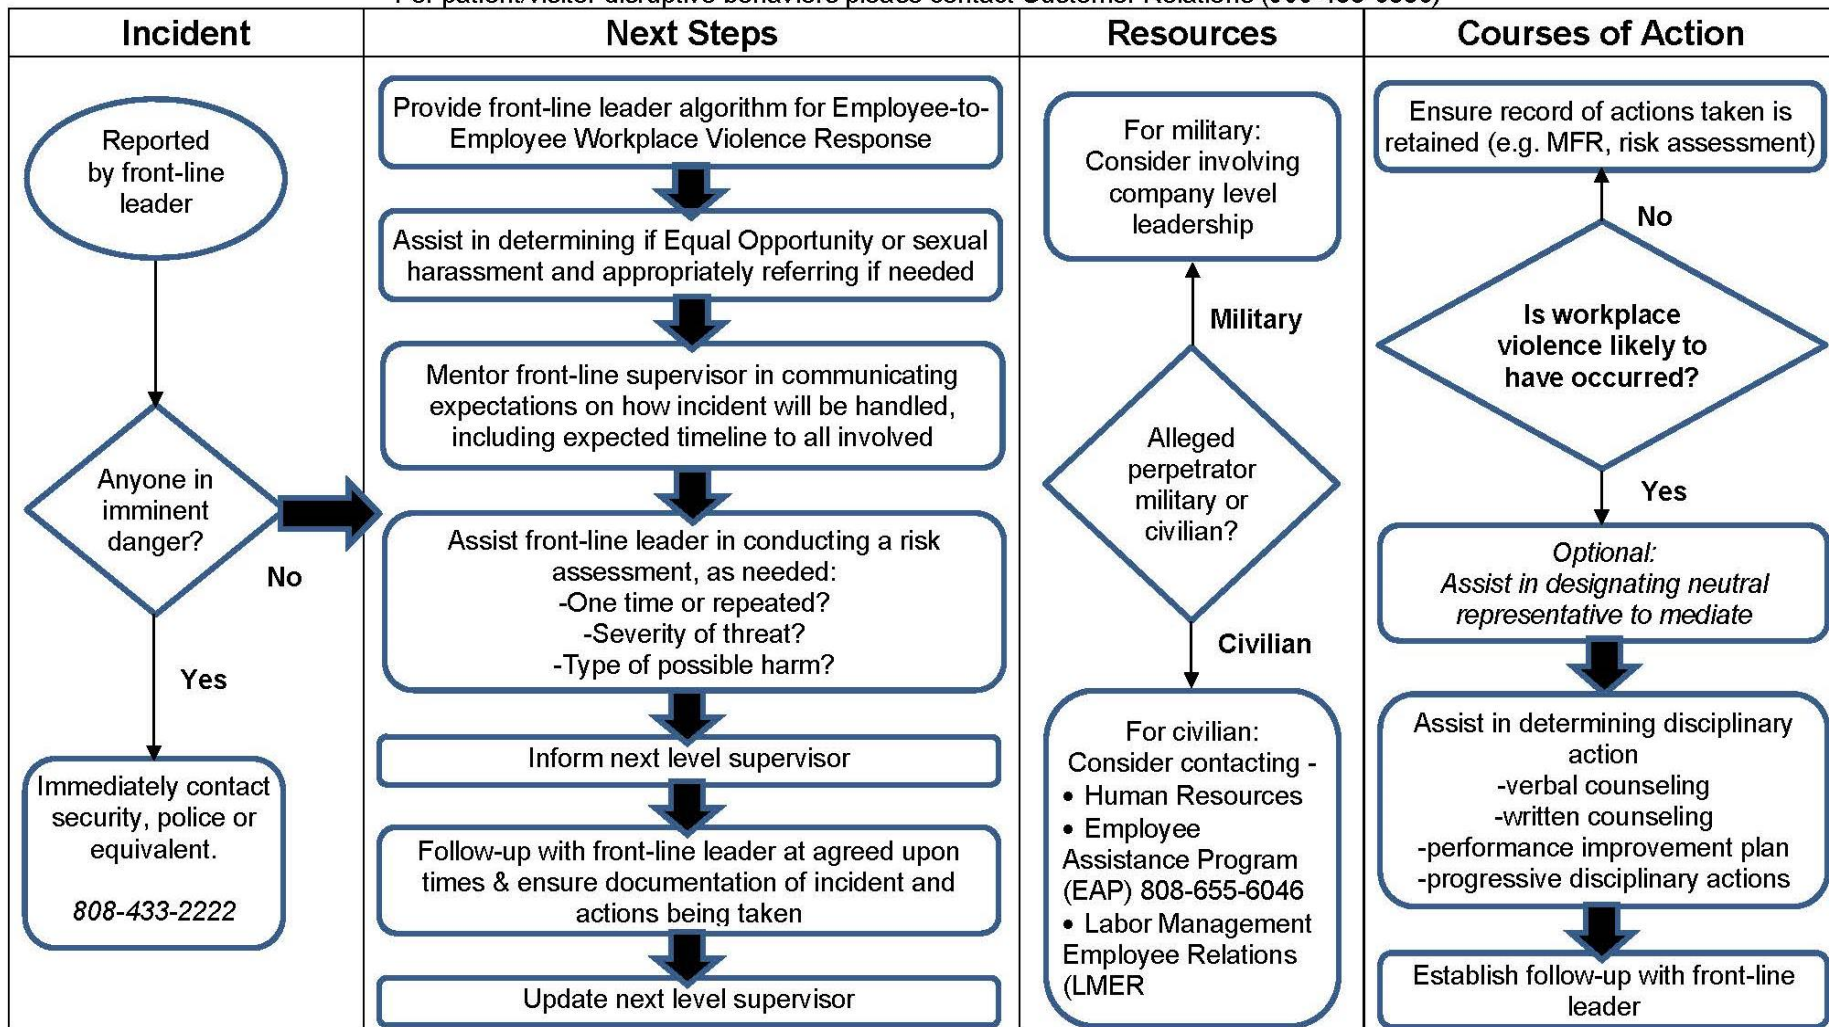 For patient/visitor disruptive behaviors please contact Customer Relations
Incident
Next Steps
Resources
Courses of Action
Reported
by front-line
leader
Anyone in
imminent
danger?
No
Yes
Immediately contact
security, police or
equivalent.
808-433-2222
Provide front-line leader algorithm for Employee-to-
Employee Workplace Violence Response
Assist in determining if Equal Opportunity or sexual
harassment and appropriately referring if needed
Mentor front-line supervisor in communicating
expectations on how incident will be handled,
including expected timeline to all involved
Assist front-line leader in conducting a risk
assessment, as needed:
-One time or repeated?
-Severity of threat?
-Type of possible harm?
Inform next level supervisor
Follow-up with front-line leader at agreed upon
times & ensure documentation of incident and
actions being taken
Update next level supervisor
For military:
Consider involving
company level
leadership
Military
Alleged
perpetrator
military or
civilian?
Civilian
For civilian:
Consider contacting -
• Human Resources
• Employee
Assistance Program
(EAP) 808-655-6046
• Labor Management
Employee Relations
(LMER
Ensure record of actions taken is
retained (e.g. MFR, risk assessment)
No
Is workplace
violence likely to
have occurred?
Yes
Optional:
Assist in designating neutral
representative to mediate
Assist in determining disciplinary
action
-verbal counseling
-written counseling
-performance improvement plan
-progressive disciplinary actions
Establish follow-up with front-line
leader